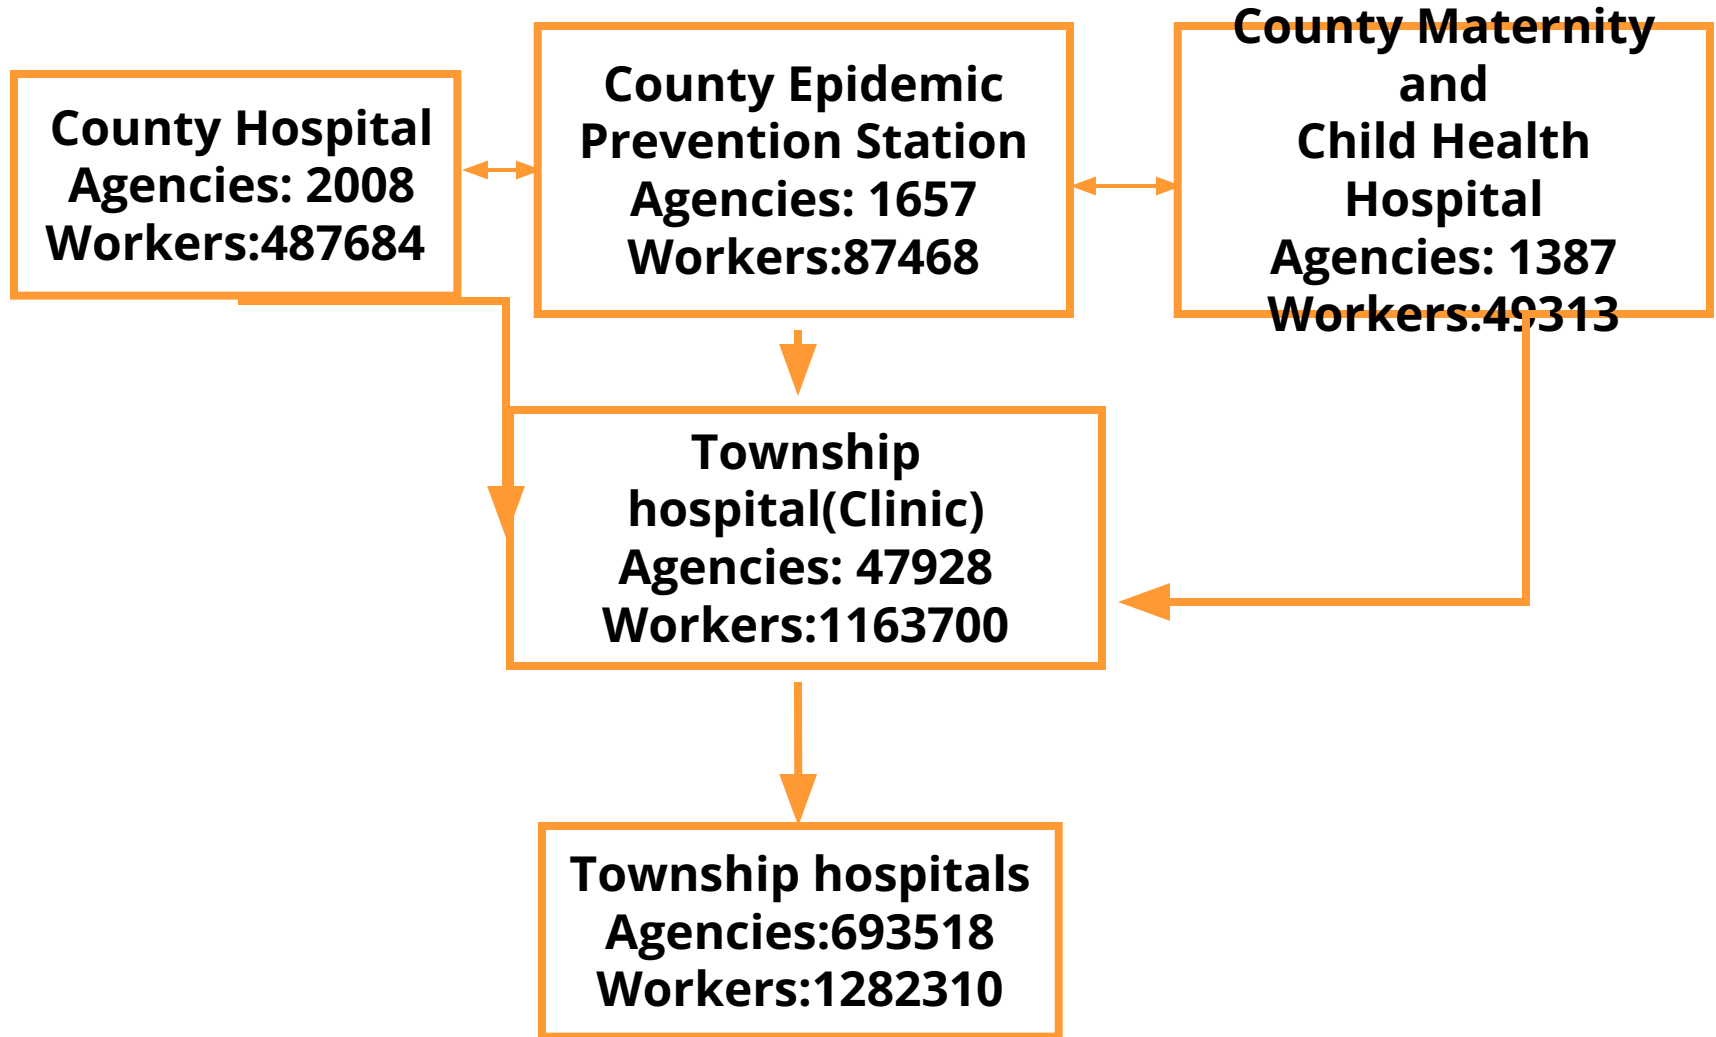 County Hospital
Agencies: 2008
Workers:487684
County Epidemic
Prevention Station
Agencies: 1657
Workers:87468
County Maternity
and
Child Health
Hospital
Agencies: 1387
Workers:49313
Township
hospital(Clinic)
Agencies: 47928
Workers:1163700
Township hospitals
Agencies:693518
Workers:1282310